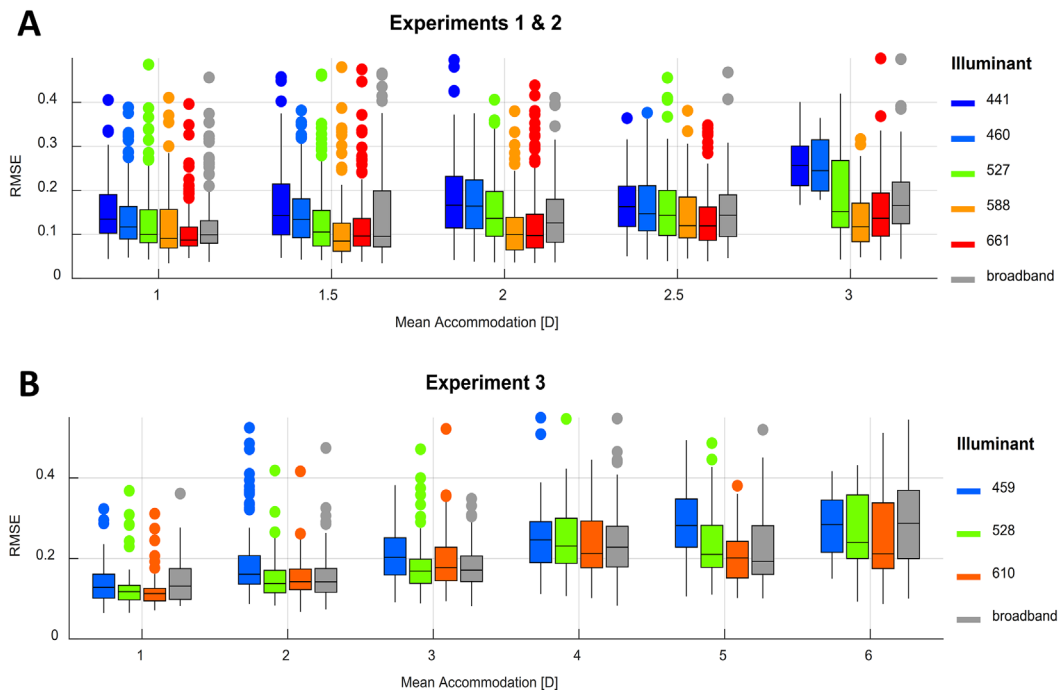 A
Experiments 1 & 2
RMSE
0.4
0.3
0.2
0.1
0
1
1.5
2
2.5
3
Mean Accommodation [D]
Illuminant
441
460
527
588
661
broadband
B
Experiment 3
RMSE
0.4
0.2
0
1
2
3
4
5
6
Mean Accommodation [D]
Illuminant
459
528
610
broadband